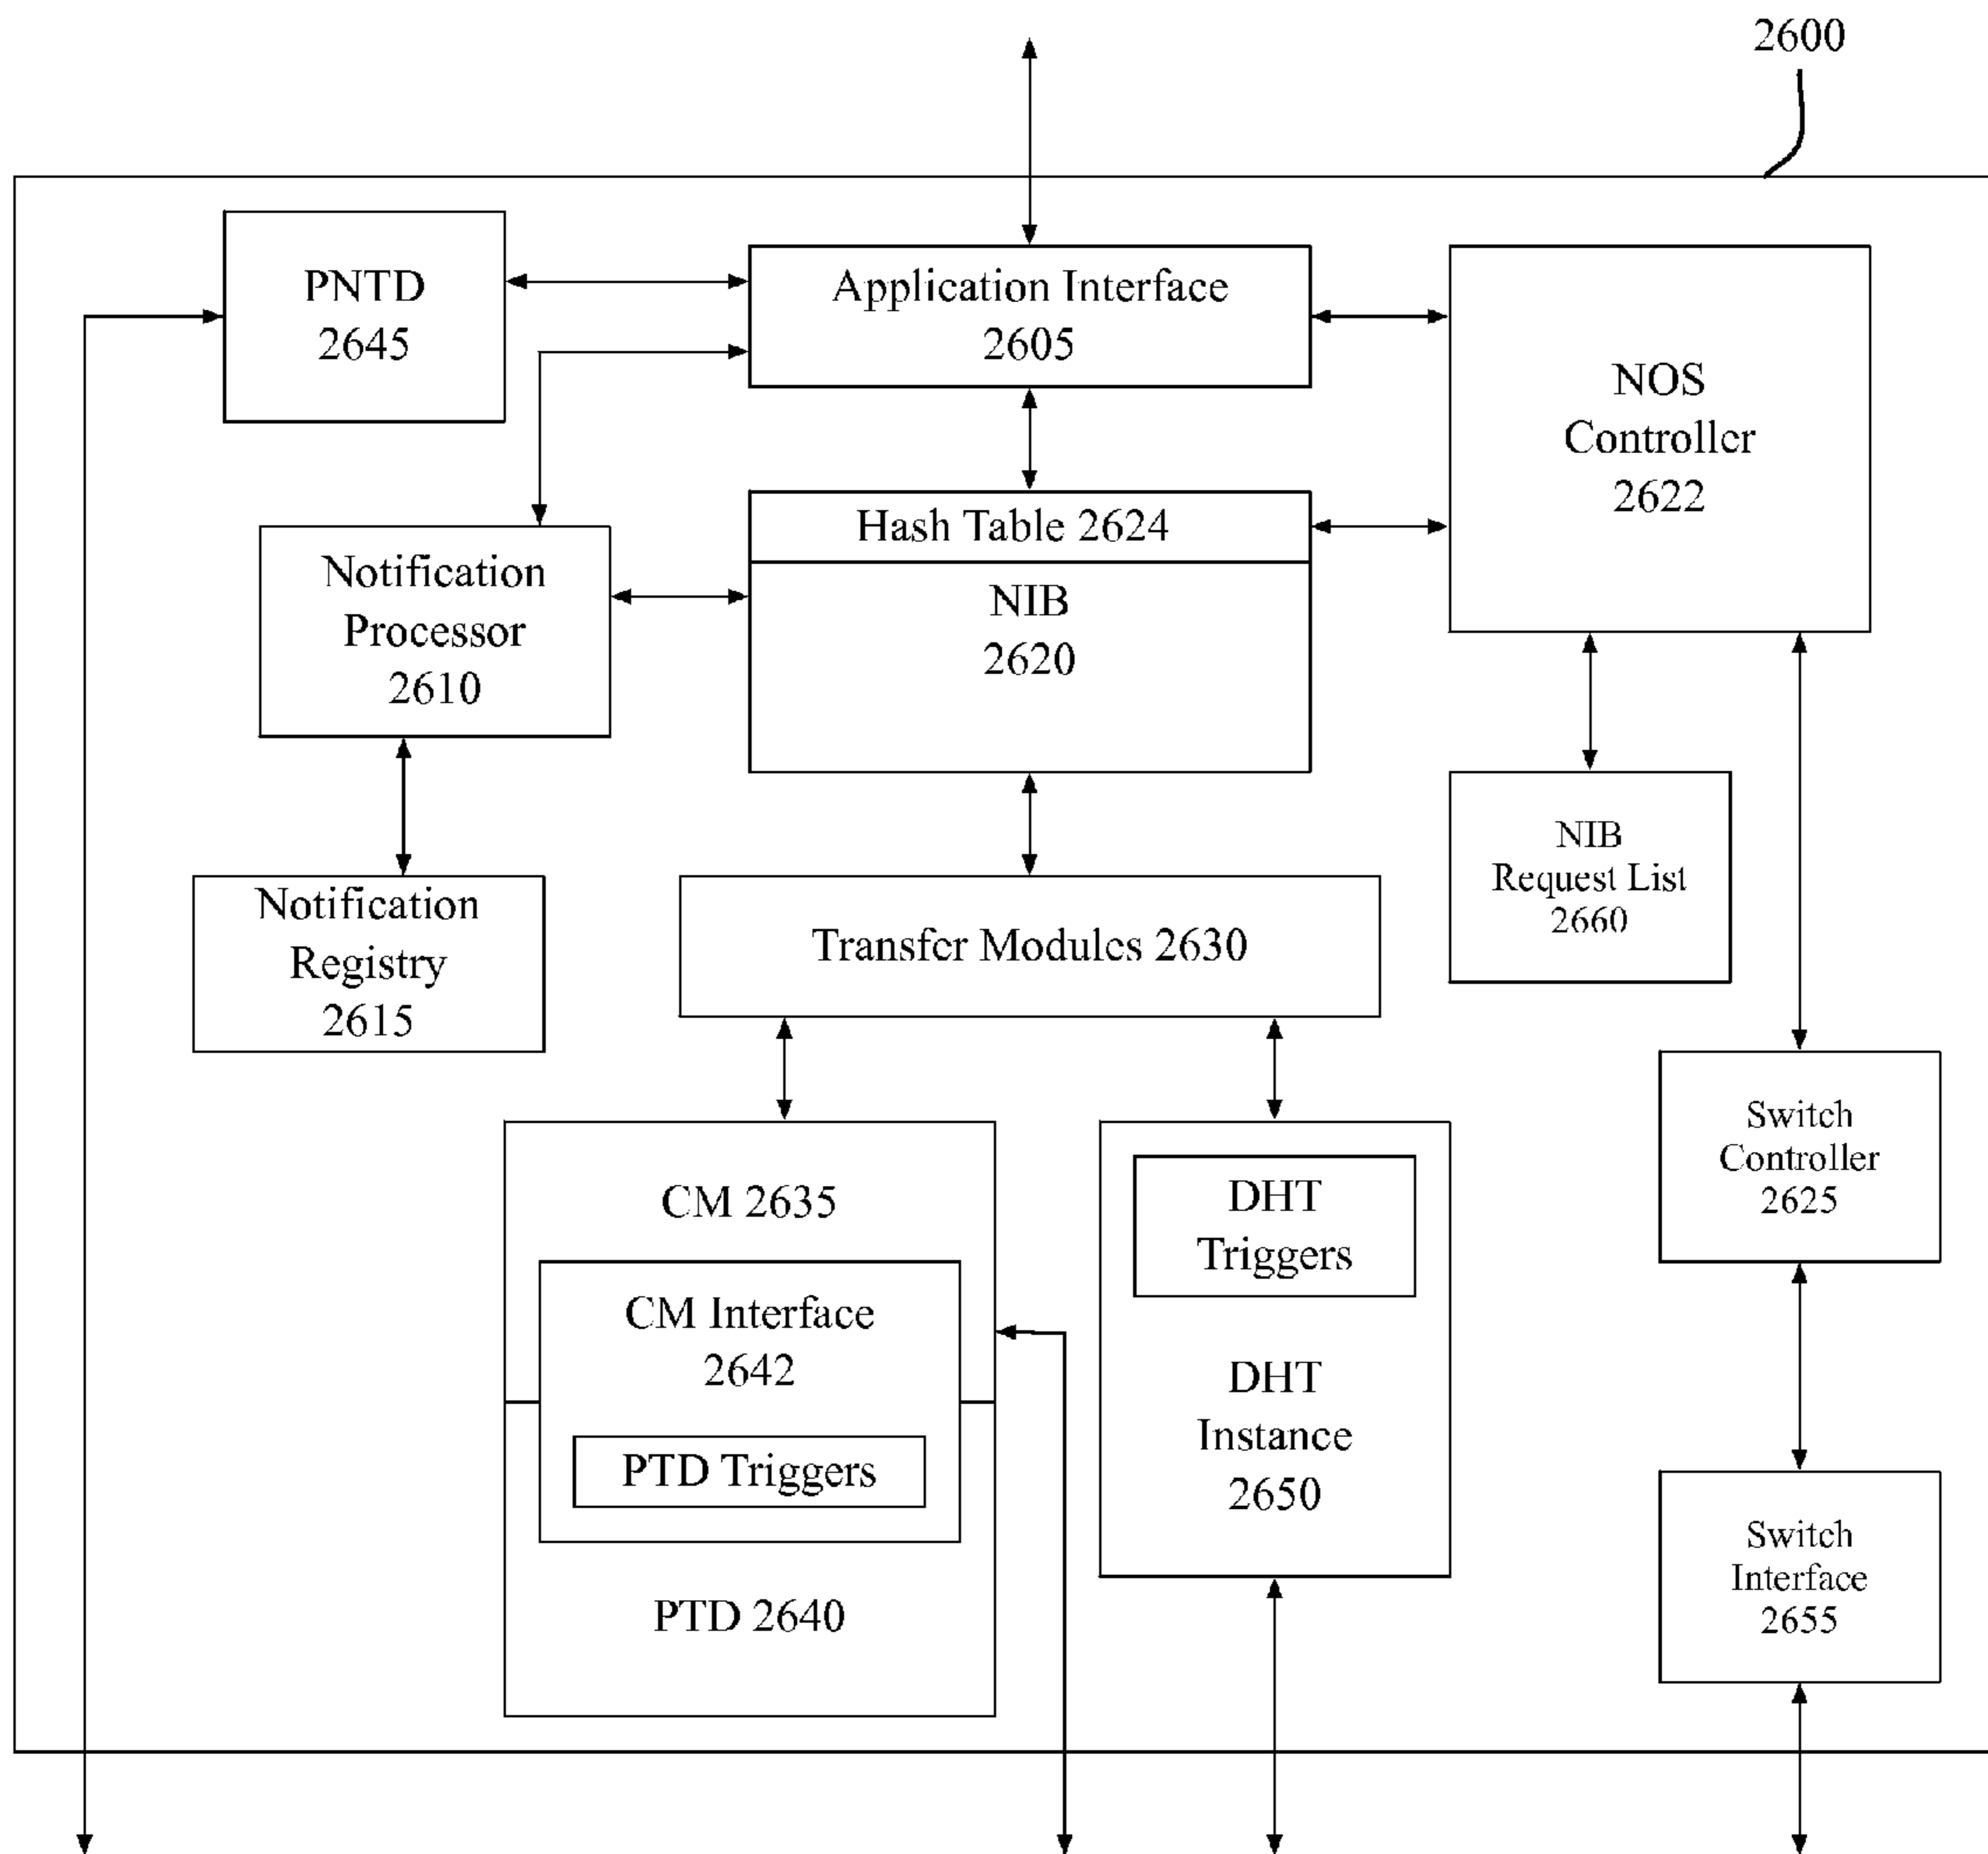 2600
PNTD
2645
Application Interface
2605
NOS
Controller
2622
Hash Table 2624
NIB
2620
Notification
Processor
2610
NIB
Request List
2660
Notification
Registry
2615
Transfer Modules 2630
Switch
Controller
2625
CM 2635
CM Interface
2642
PTD Triggers
PTD 2640
DHT
Triggers
DHT
Instance
2650
Switch
Interface
2655